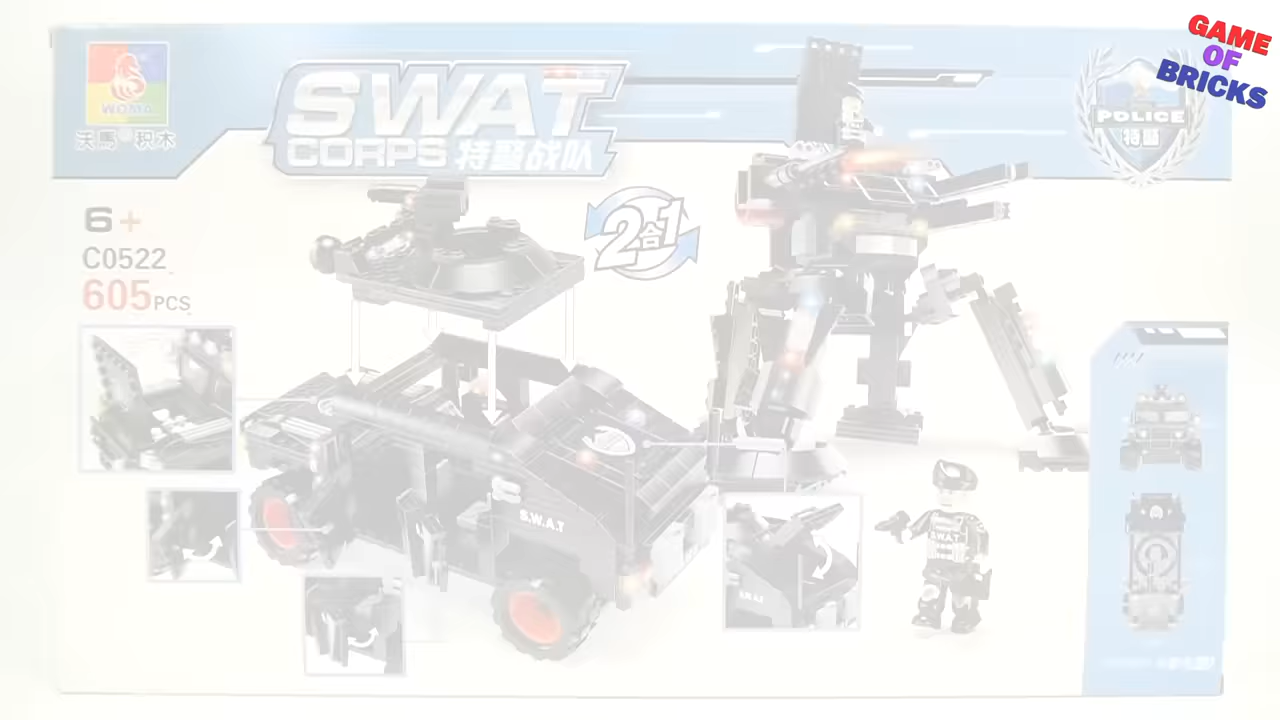 GAME
OF
BRICKS
WOMA
沃馬 积木
SWAT
CORPS 特警战队
POLICE
特警
2合1
6+
C0522
605PCS
S.W.A.T
SWAT
S.W.A.T